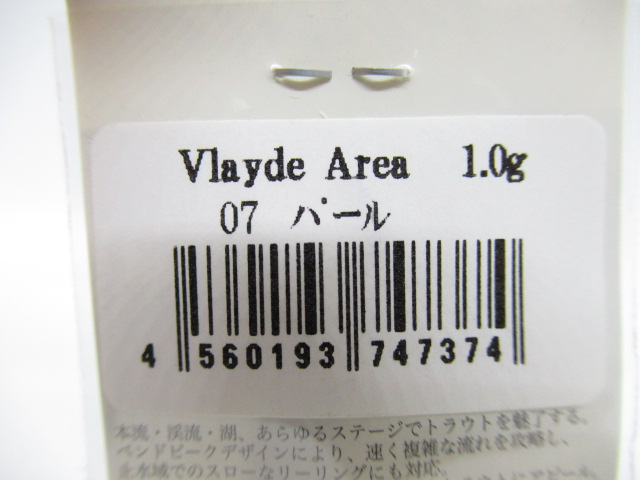 Vlayde Area 1.0g
07 パール
4 560193 747374
本流・渓流・湖、あらゆるステージでトラウトを魅了する。
ベンドピークデザインにより、速く複雑な流れを攻略し、
止水域でのスローなリーリングにも対応。